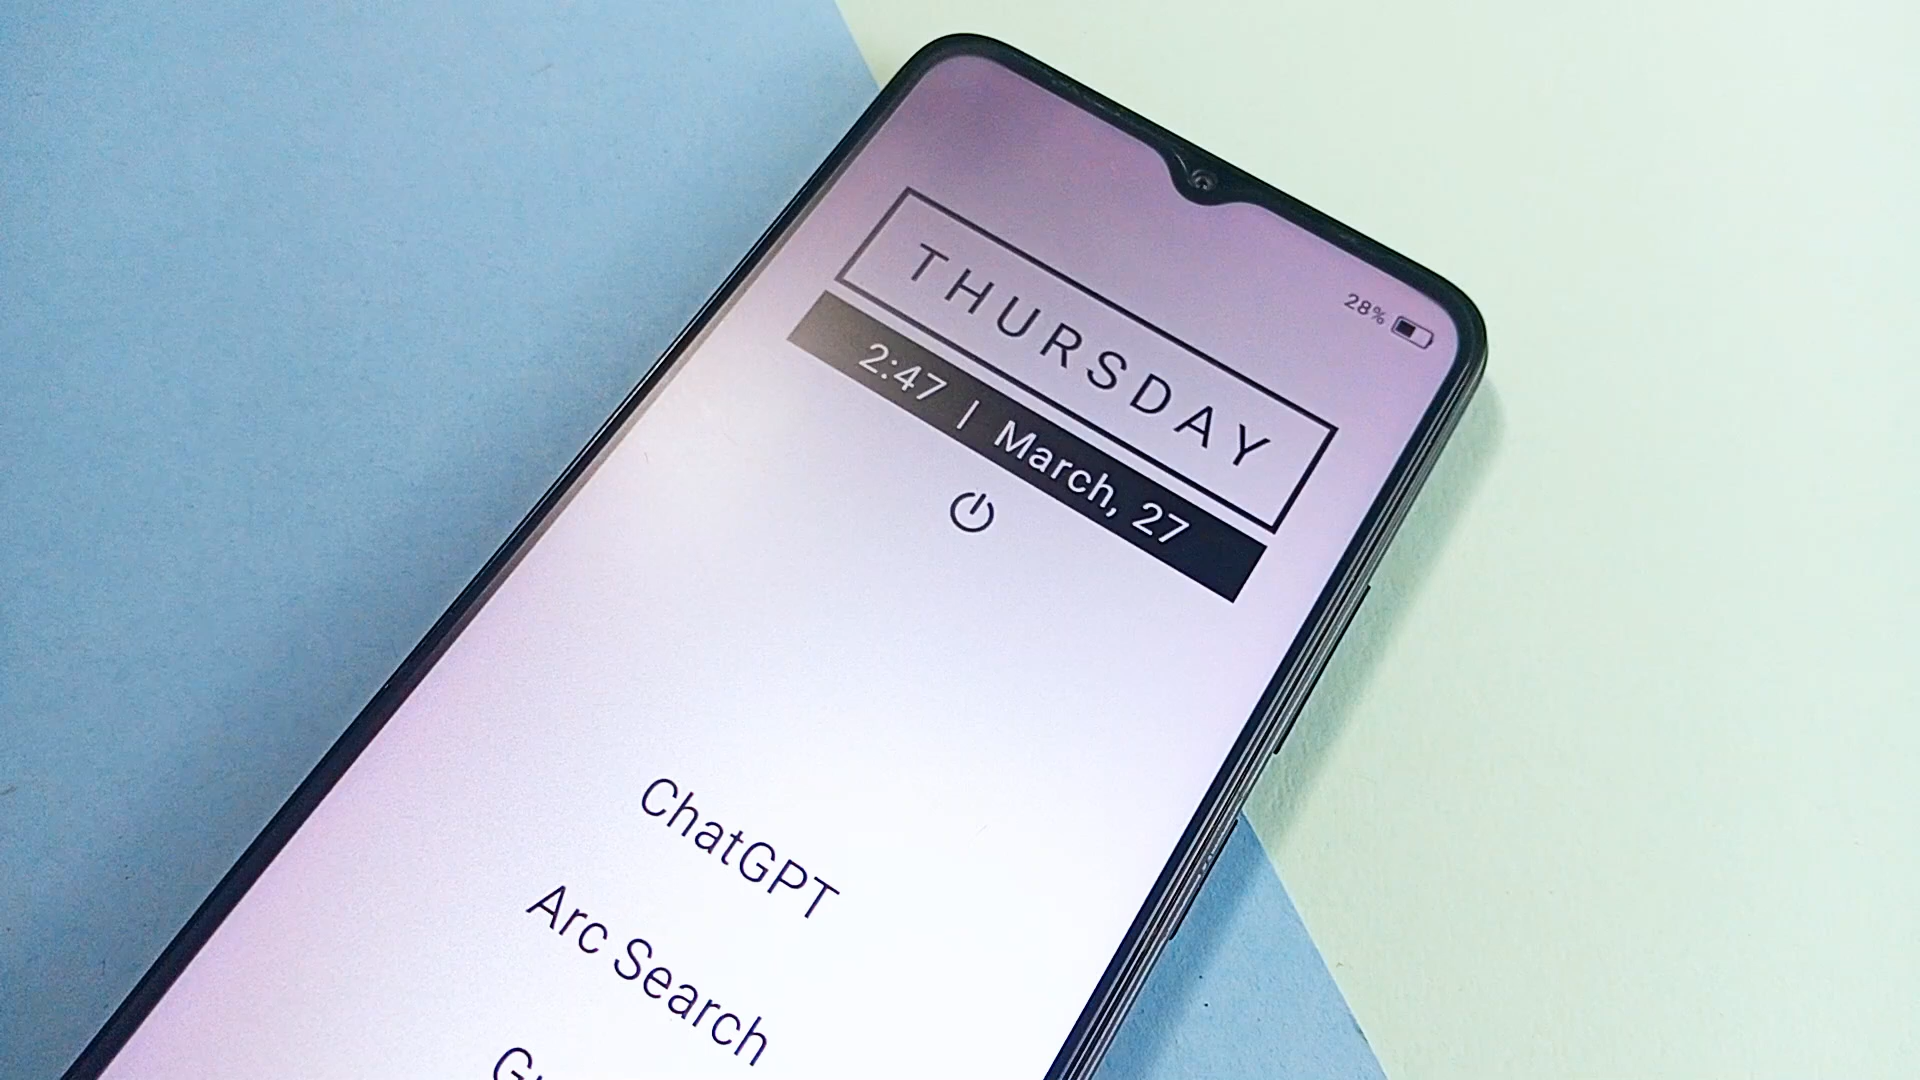 28%
THURSDAY
2:47 | March, 27
ChatGPT
Arc Search